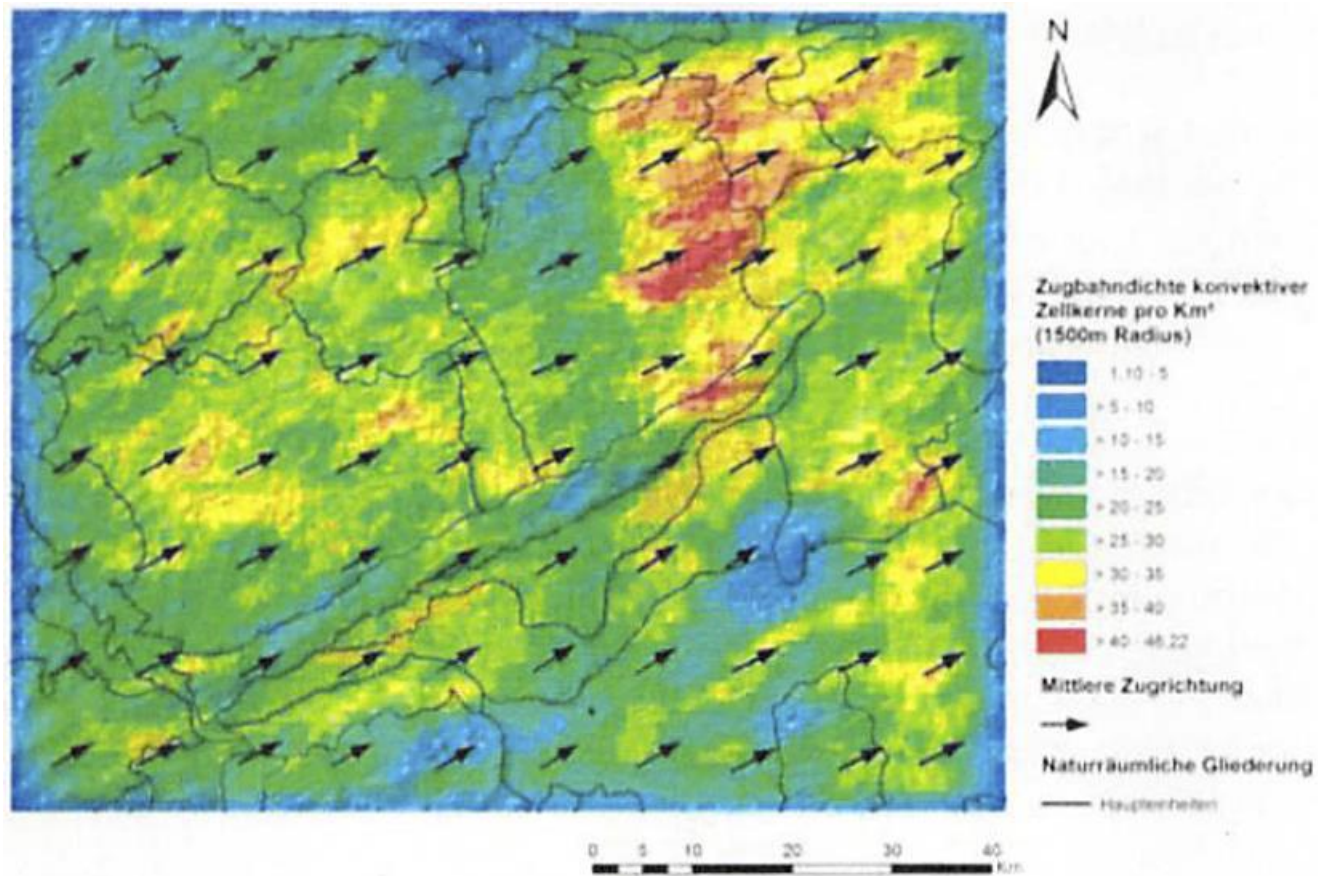 N
Zugbahndichte konvektiver
Zellkerne pro Km²
(1500m Radius)
1,10 - 5
> 5 - 10
> 10 - 15
> 15 - 20
> 20 - 25
> 25 - 30
> 30 - 35
> 35 - 40
> 40 - 46,22
Mittlere Zugrichtung
Naturräumliche Gliederung
Haupteinheiten
0 5 10 20 30 40
Km